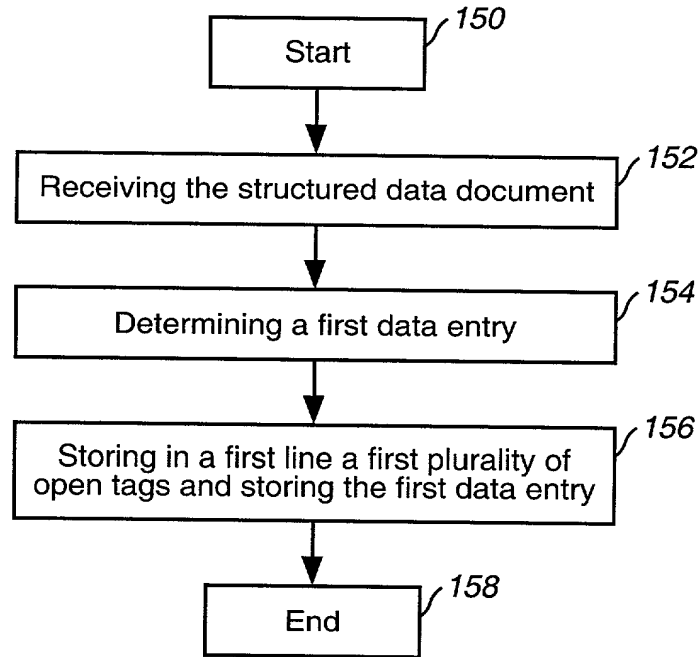 150
Start
152
Receiving the structured data document
154
Determining a first data entry
156
Storing in a first line a first plurality of
open tags and storing the first data entry
158
End